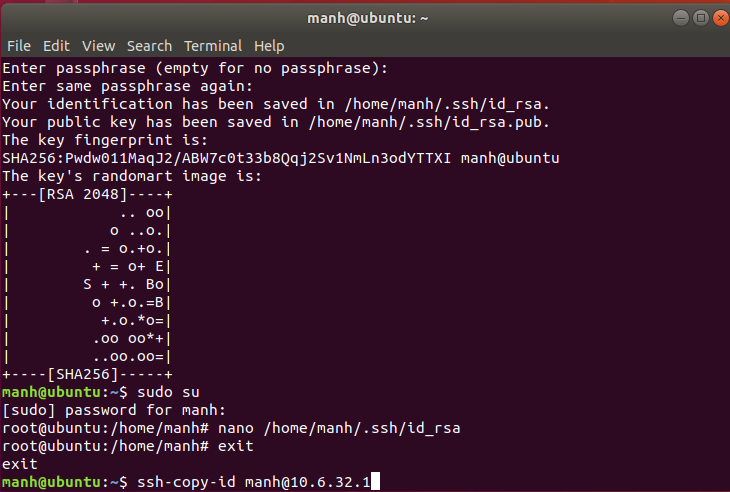 manh@ubuntu: ~
File Edit View Search Terminal Help
Enter passphrase (empty for no passphrase):
Enter same passphrase again:
Your identification has been saved in /home/manh/.ssh/id_rsa.
Your public key has been saved in /home/manh/.ssh/id_rsa.pub.
The key fingerprint is:
SHA256:Pwdw011MaqJ2/ABW7c0t33b8Qqj2Sv1NmLn3odYTTXI manh@ubuntu
The key's randomart image is:
+---[RSA 2048]----+
|             .. oo|
|            o ..o.|
|         . = o.+o.|
|          + = o+ E|
|         S + +. Bo|
|          o +.o.=B|
|           +.o.*o=|
|          .oo oo*+|
|          ..oo.oo=|
+----[SHA256]-----+
manh@ubuntu:~$ sudo su
[sudo] password for manh:
root@ubuntu:/home/manh# nano /home/manh/.ssh/id_rsa
root@ubuntu:/home/manh# exit
exit
manh@ubuntu:~$ ssh-copy-id manh@10.6.32.1